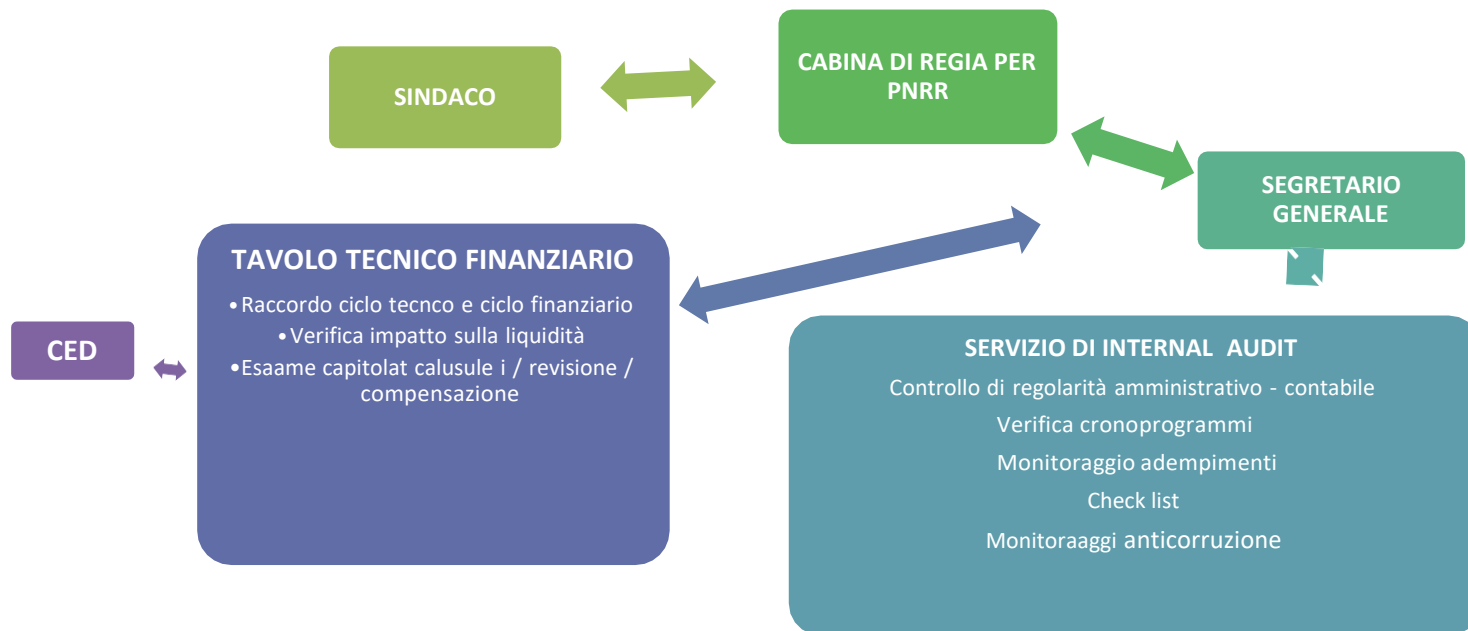 SINDACO
CABINA DI REGIA PER
PNRR
SEGRETARIO
GENERALE
TAVOLO TECNICO FINANZIARIO
•Raccordo ciclo tecnco e ciclo finanziario
•Verifica impatto sulla liquidità
•Esaame capitolat calusule i / revisione /
compensazione
CED
SERVIZIO DI INTERNAL AUDIT
Controllo di regolarità amministrativo - contabile
Verifica cronoprogrammi
Monitoraggio adempimenti
Check list
Monitoraaggi anticorruzione